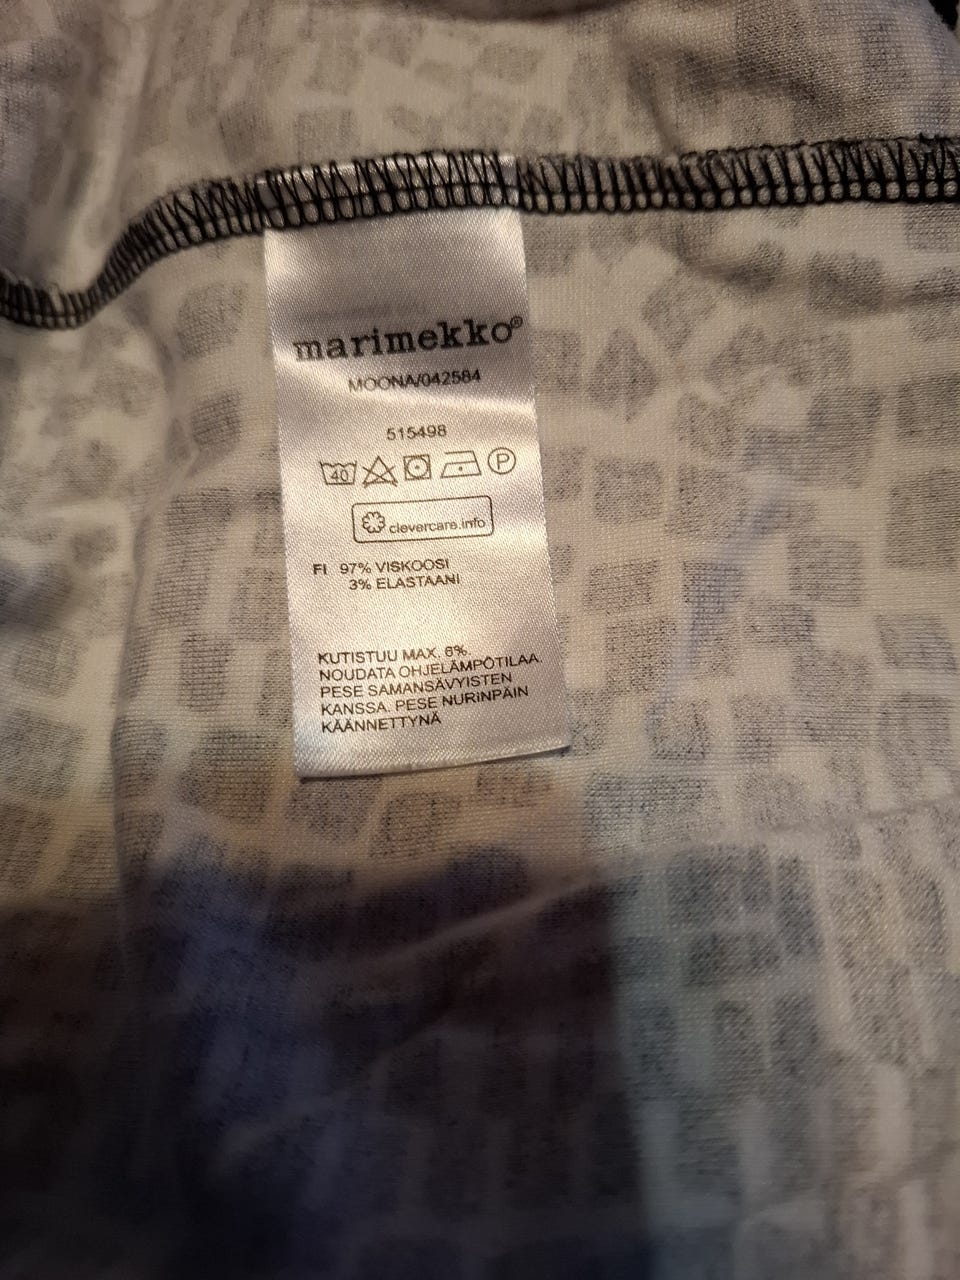 marimekko®
MOONA/042584
515498
40 P
clevercare.info
FI 97% VISKOOSI
3% ELASTAANI
KUTISTUU MAX. 6%.
NOUDATA OHJELÄMPÖTILAA.
PESE SAMANSÄVYISTEN
KANSSA. PESE NURINPÄIN
KÄÄNNETTYNÄ